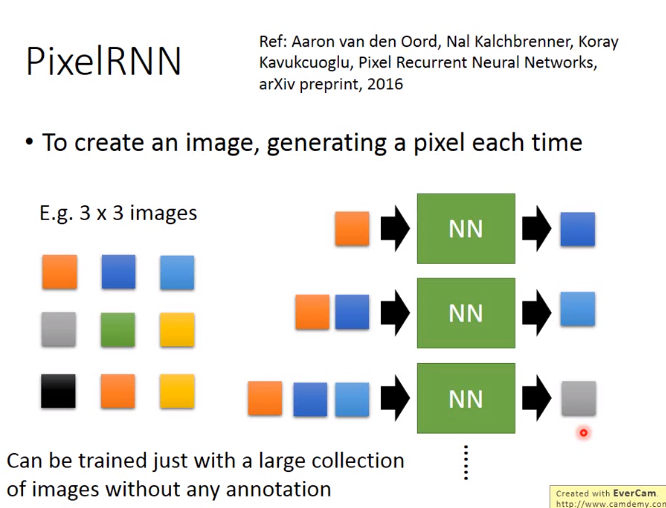 PixelRNN
Ref: Aaron van den Oord, Nal Kalchbrenner, Koray
Kavukcuoglu, Pixel Recurrent Neural Networks,
arXiv preprint, 2016
• To create an image, generating a pixel each time
E.g. 3 x 3 images
NN
NN
NN
Can be trained just with a large collection
of images without any annotation
Created with EverCam.
http://www.camdemy.com